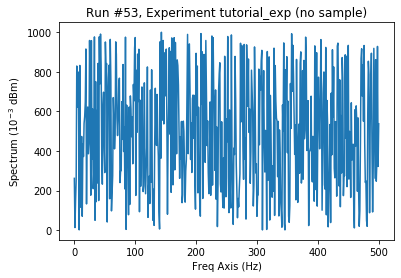 Run #53, Experiment tutorial_exp (no sample)
1000
800
600
400
200
0
Spectrum (10⁻³ dBm)
0 100 200 300 400 500
Freq Axis (Hz)